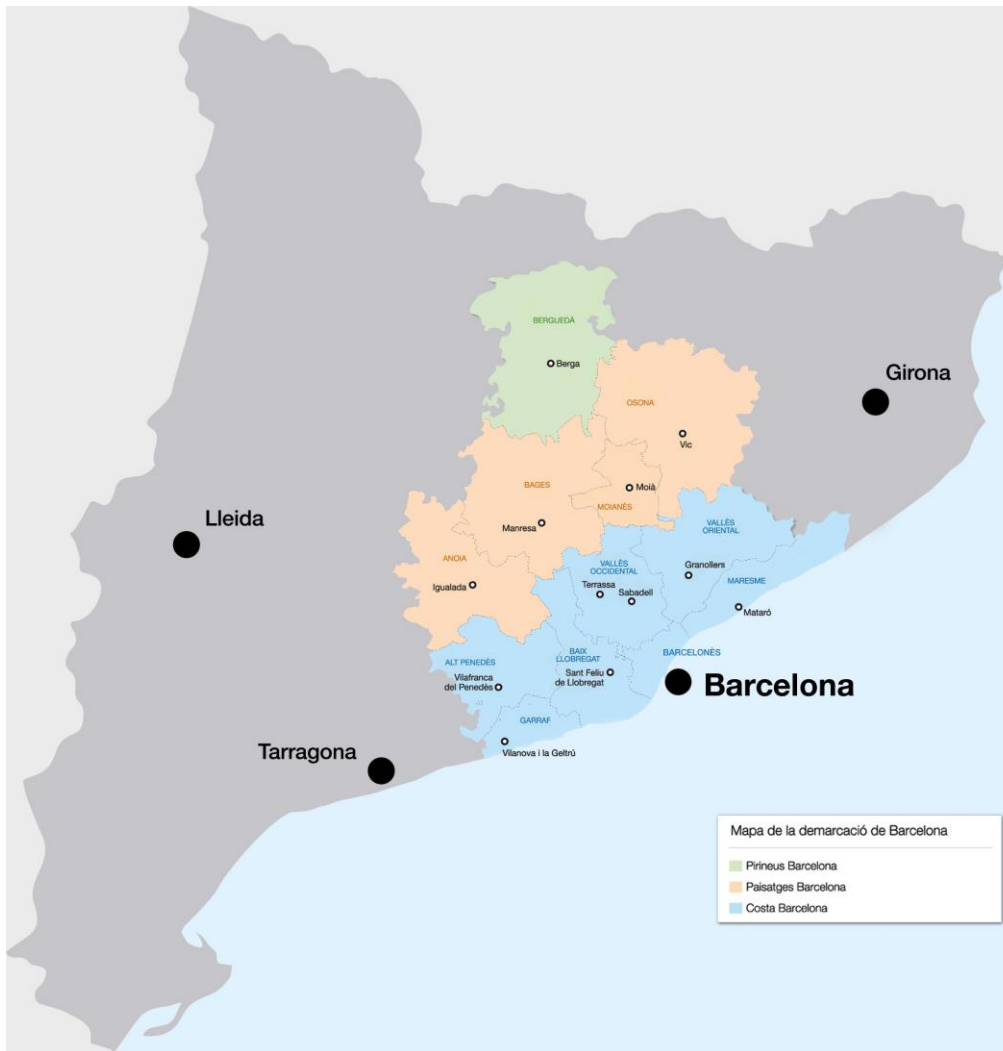 BERGUEDÀ
Berga
Girona
OSONA
Vic
BAGES
Moià
MOIANÈS
Lleida
Manresa
VALLÈS
ORIENTAL
ANOIA
VALLÈS
OCCIDENTAL
Granollers
Igualada
Terrassa
Sabadell
MARESME
Mataró
ALT PENEDÈS
BAIX
LLOBREGAT
BARCELONÈS
Vilafranca
del Penedès
Sant Feliu
de Llobregat
Barcelona
GARRAF
Tarragona
Vilanova i la Geltrú
Mapa de la demarcació de Barcelona
Pirineus Barcelona
Paisatges Barcelona
Costa Barcelona